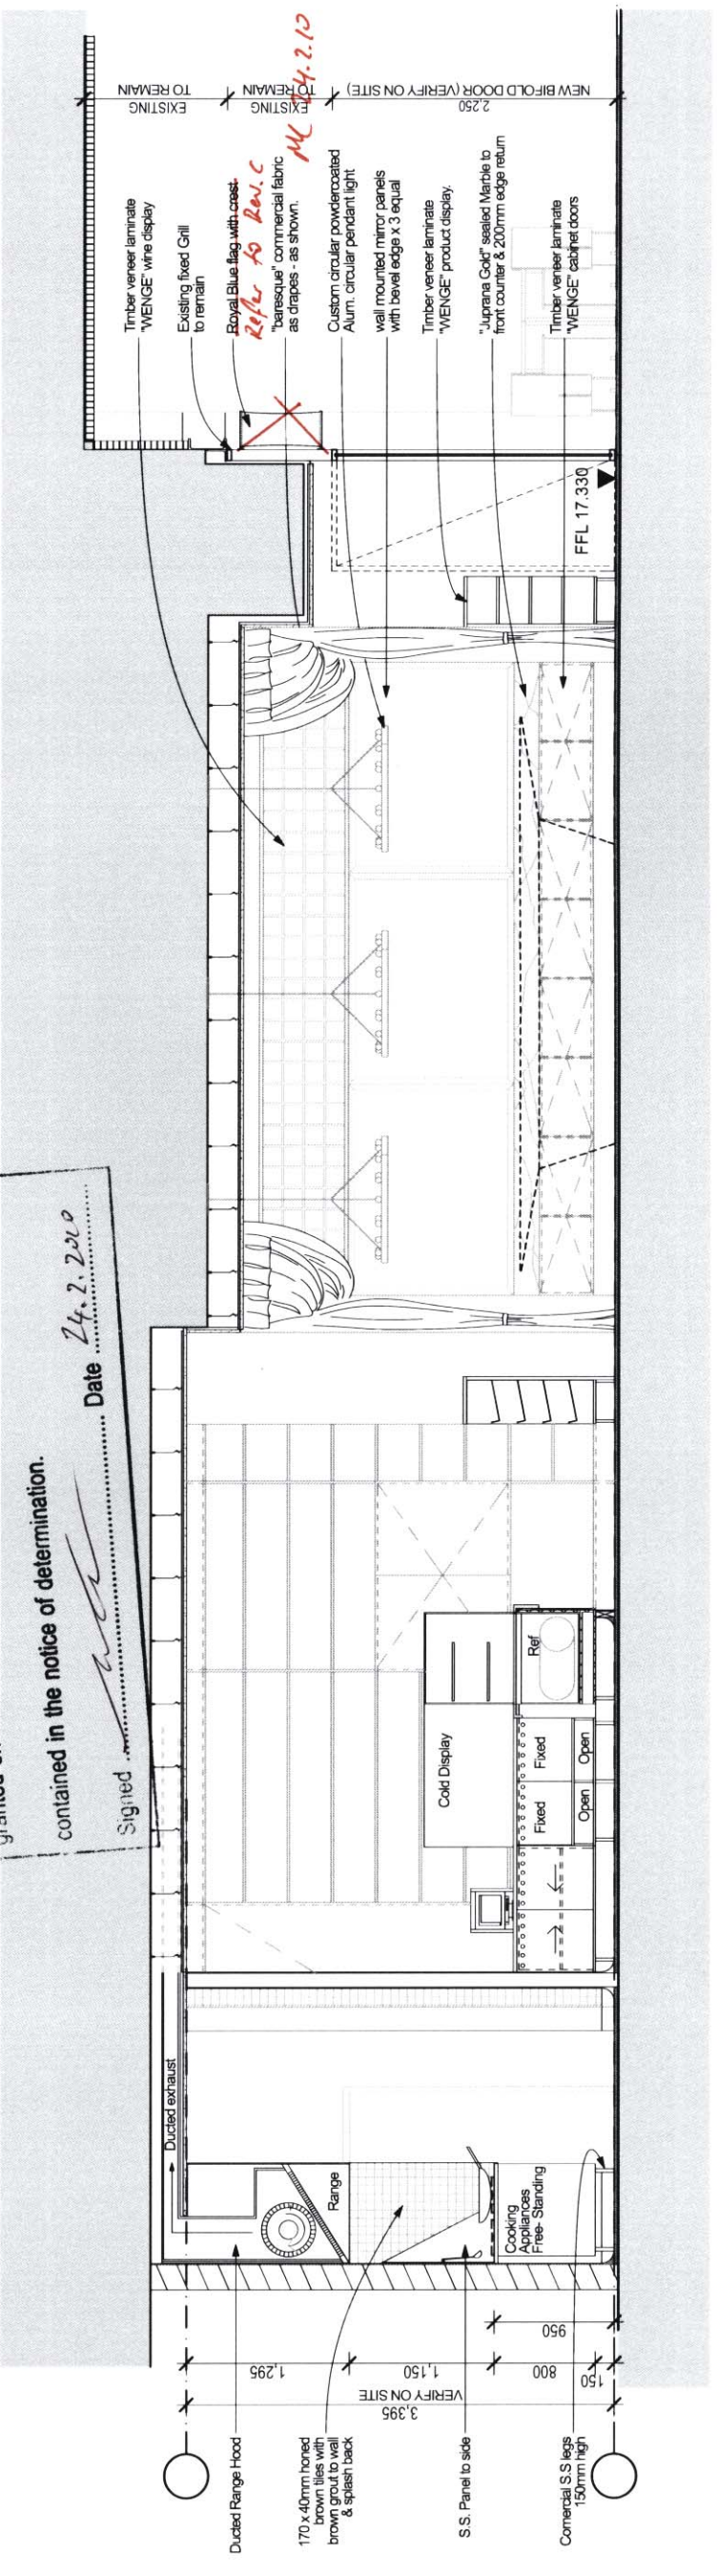 contained in the notice of determination.
Signed ........ Date 24.2.2010
EXISTING
TO REMAIN
EXISTING
TO REMAIN
2,250
NEW BIFOLD DOOR (VERIFY ON SITE)
Timber veneer laminate
"WENGE" wine display
Existing fixed Grill
to remain
Royal Blue flag with crest.
Refer to Rev. C
MC 24.2.10
"baresque" commercial fabric
as drapes - as shown.
Custom circular powdercoated
Alum. circular pendant light
wall mounted mirror panels
with bevel edge x 3 equal
Timber veneer laminate
"WENGE" product display.
"Juprana Gold" sealed Marble to
front counter & 200mm edge return
Timber veneer laminate
"WENGE" cabinet doors
FFL 17.330
Ducted exhaust
Range
Cooking
Appliances
Free- Standing
Cold Display
Fixed
Fixed
Open
Open
Ref
1,295
1,150
800
150
950
3,395
VERIFY ON SITE
Ducted Range Hood
170 x 40mm honed
brown tiles with
brown grout to wall
& splash back
S.S. Panel to side
Comercial S.S legs
150mm high